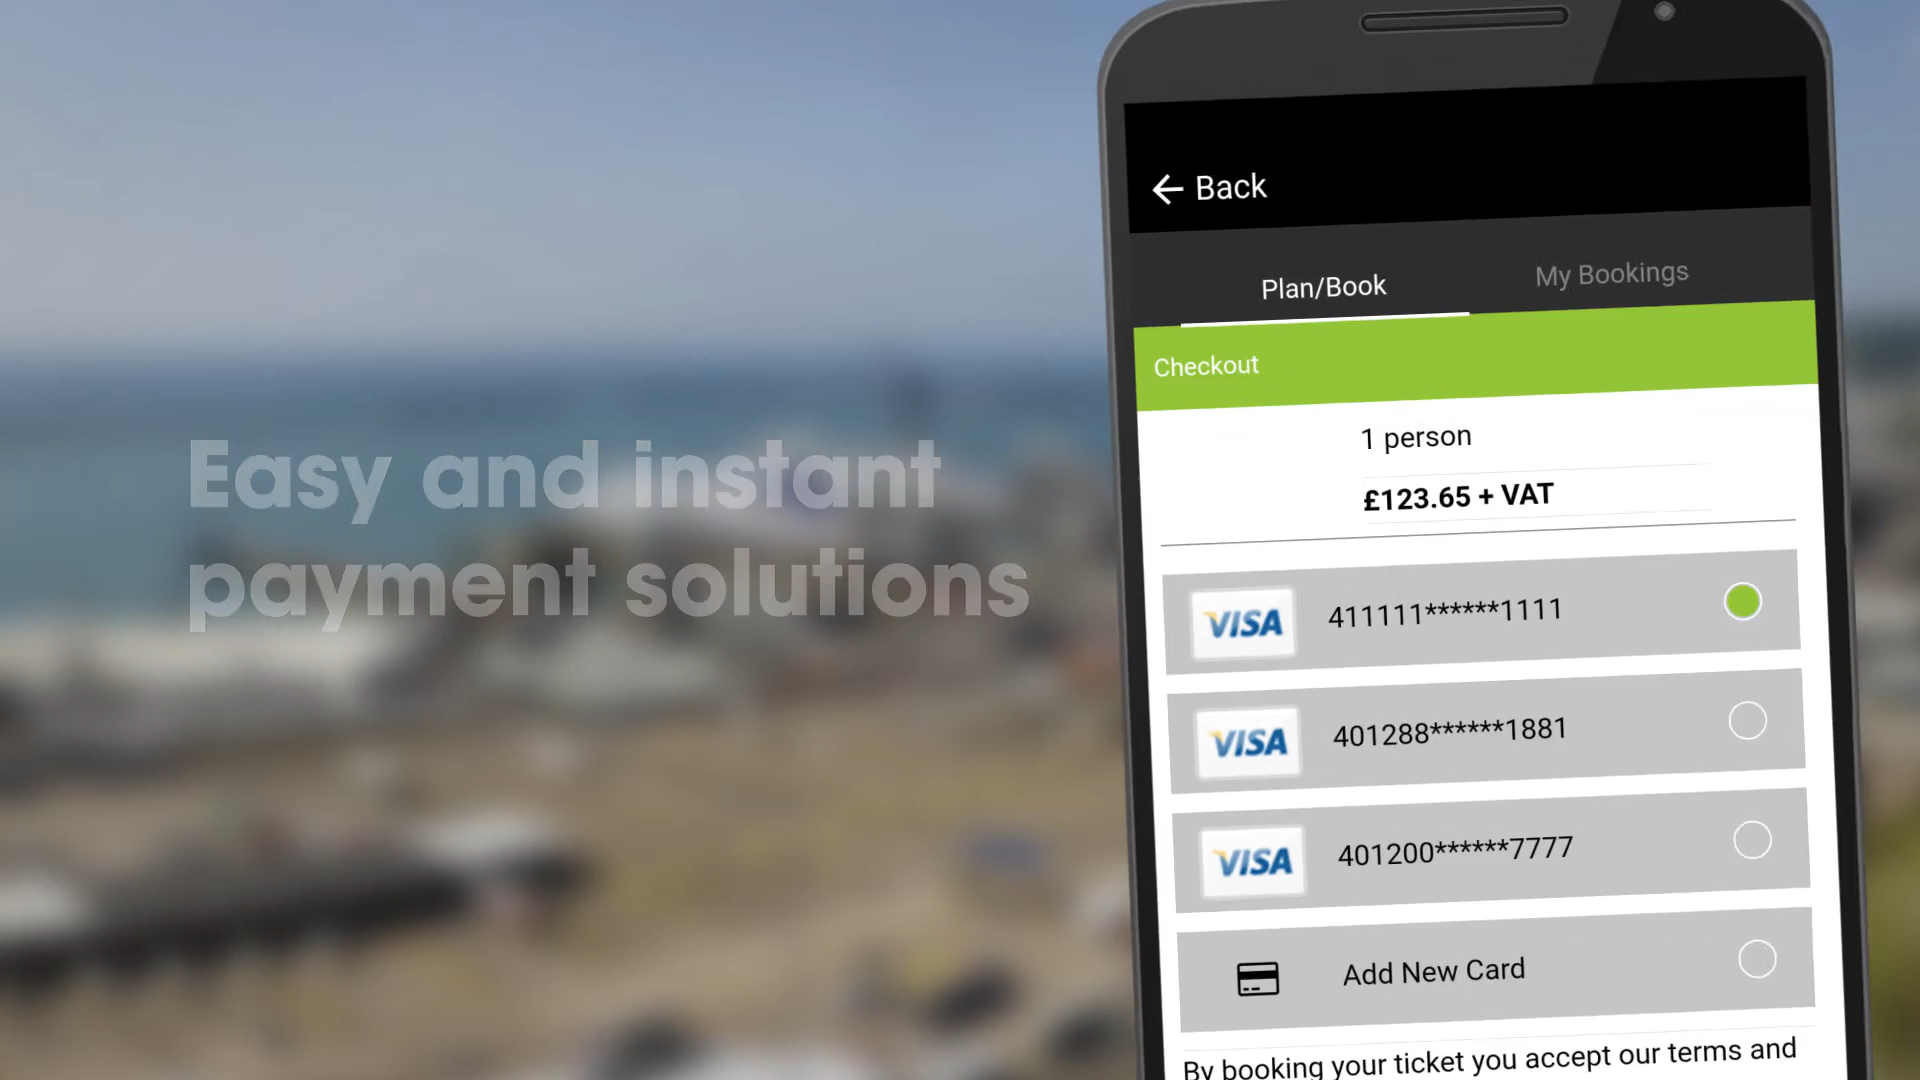 Easy and instant
payment solutions
Back
Plan/Book
My Bookings
Checkout
1 person
£123.65 + VAT
VISA 411111******1111
VISA 401288******1881
VISA 401200******7777
Add New Card
By booking your ticket you accept our terms and